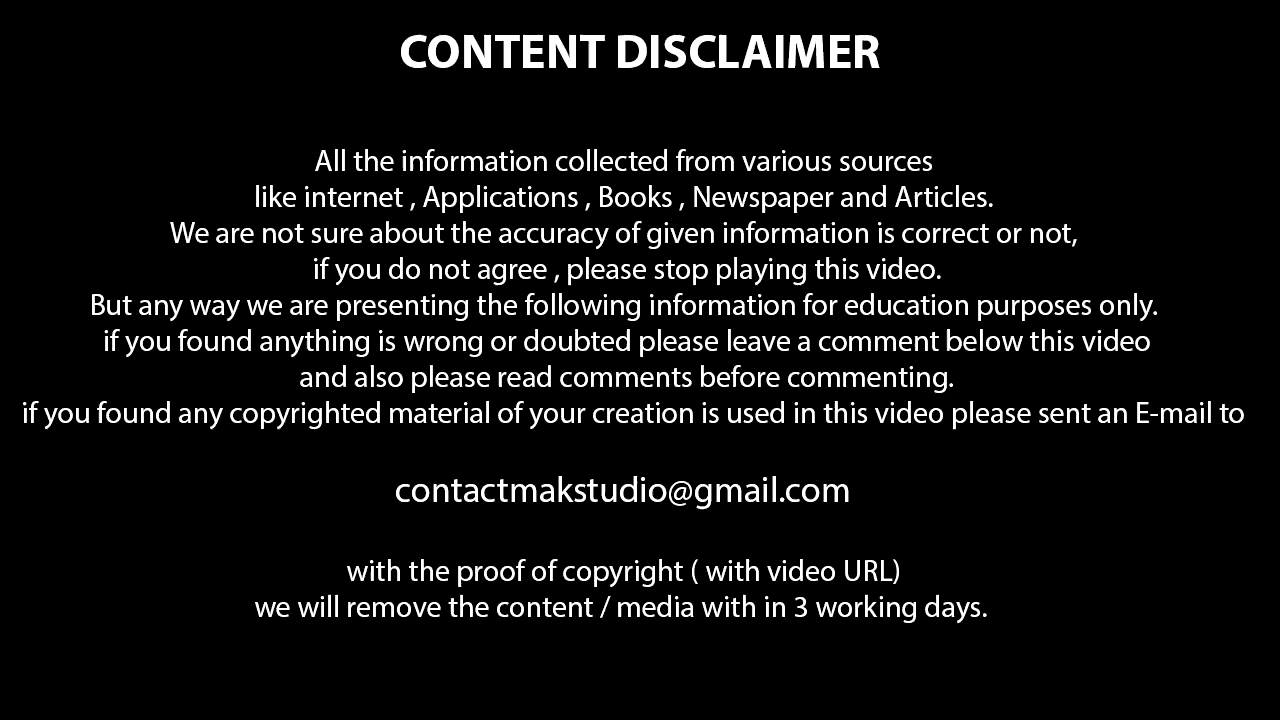 CONTENT DISCLAIMER
All the information collected from various sources
like internet , Applications , Books , Newspaper and Articles.
We are not sure about the accuracy of given information is correct or not,
if you do not agree , please stop playing this video.
But any way we are presenting the following information for education purposes only.
if you found anything is wrong or doubted please leave a comment below this video
and also please read comments before commenting.
if you found any copyrighted material of your creation is used in this video please sent an E-mail to
contactmakstudio@gmail.com
with the proof of copyright ( with video URL)
we will remove the content / media with in 3 working days.